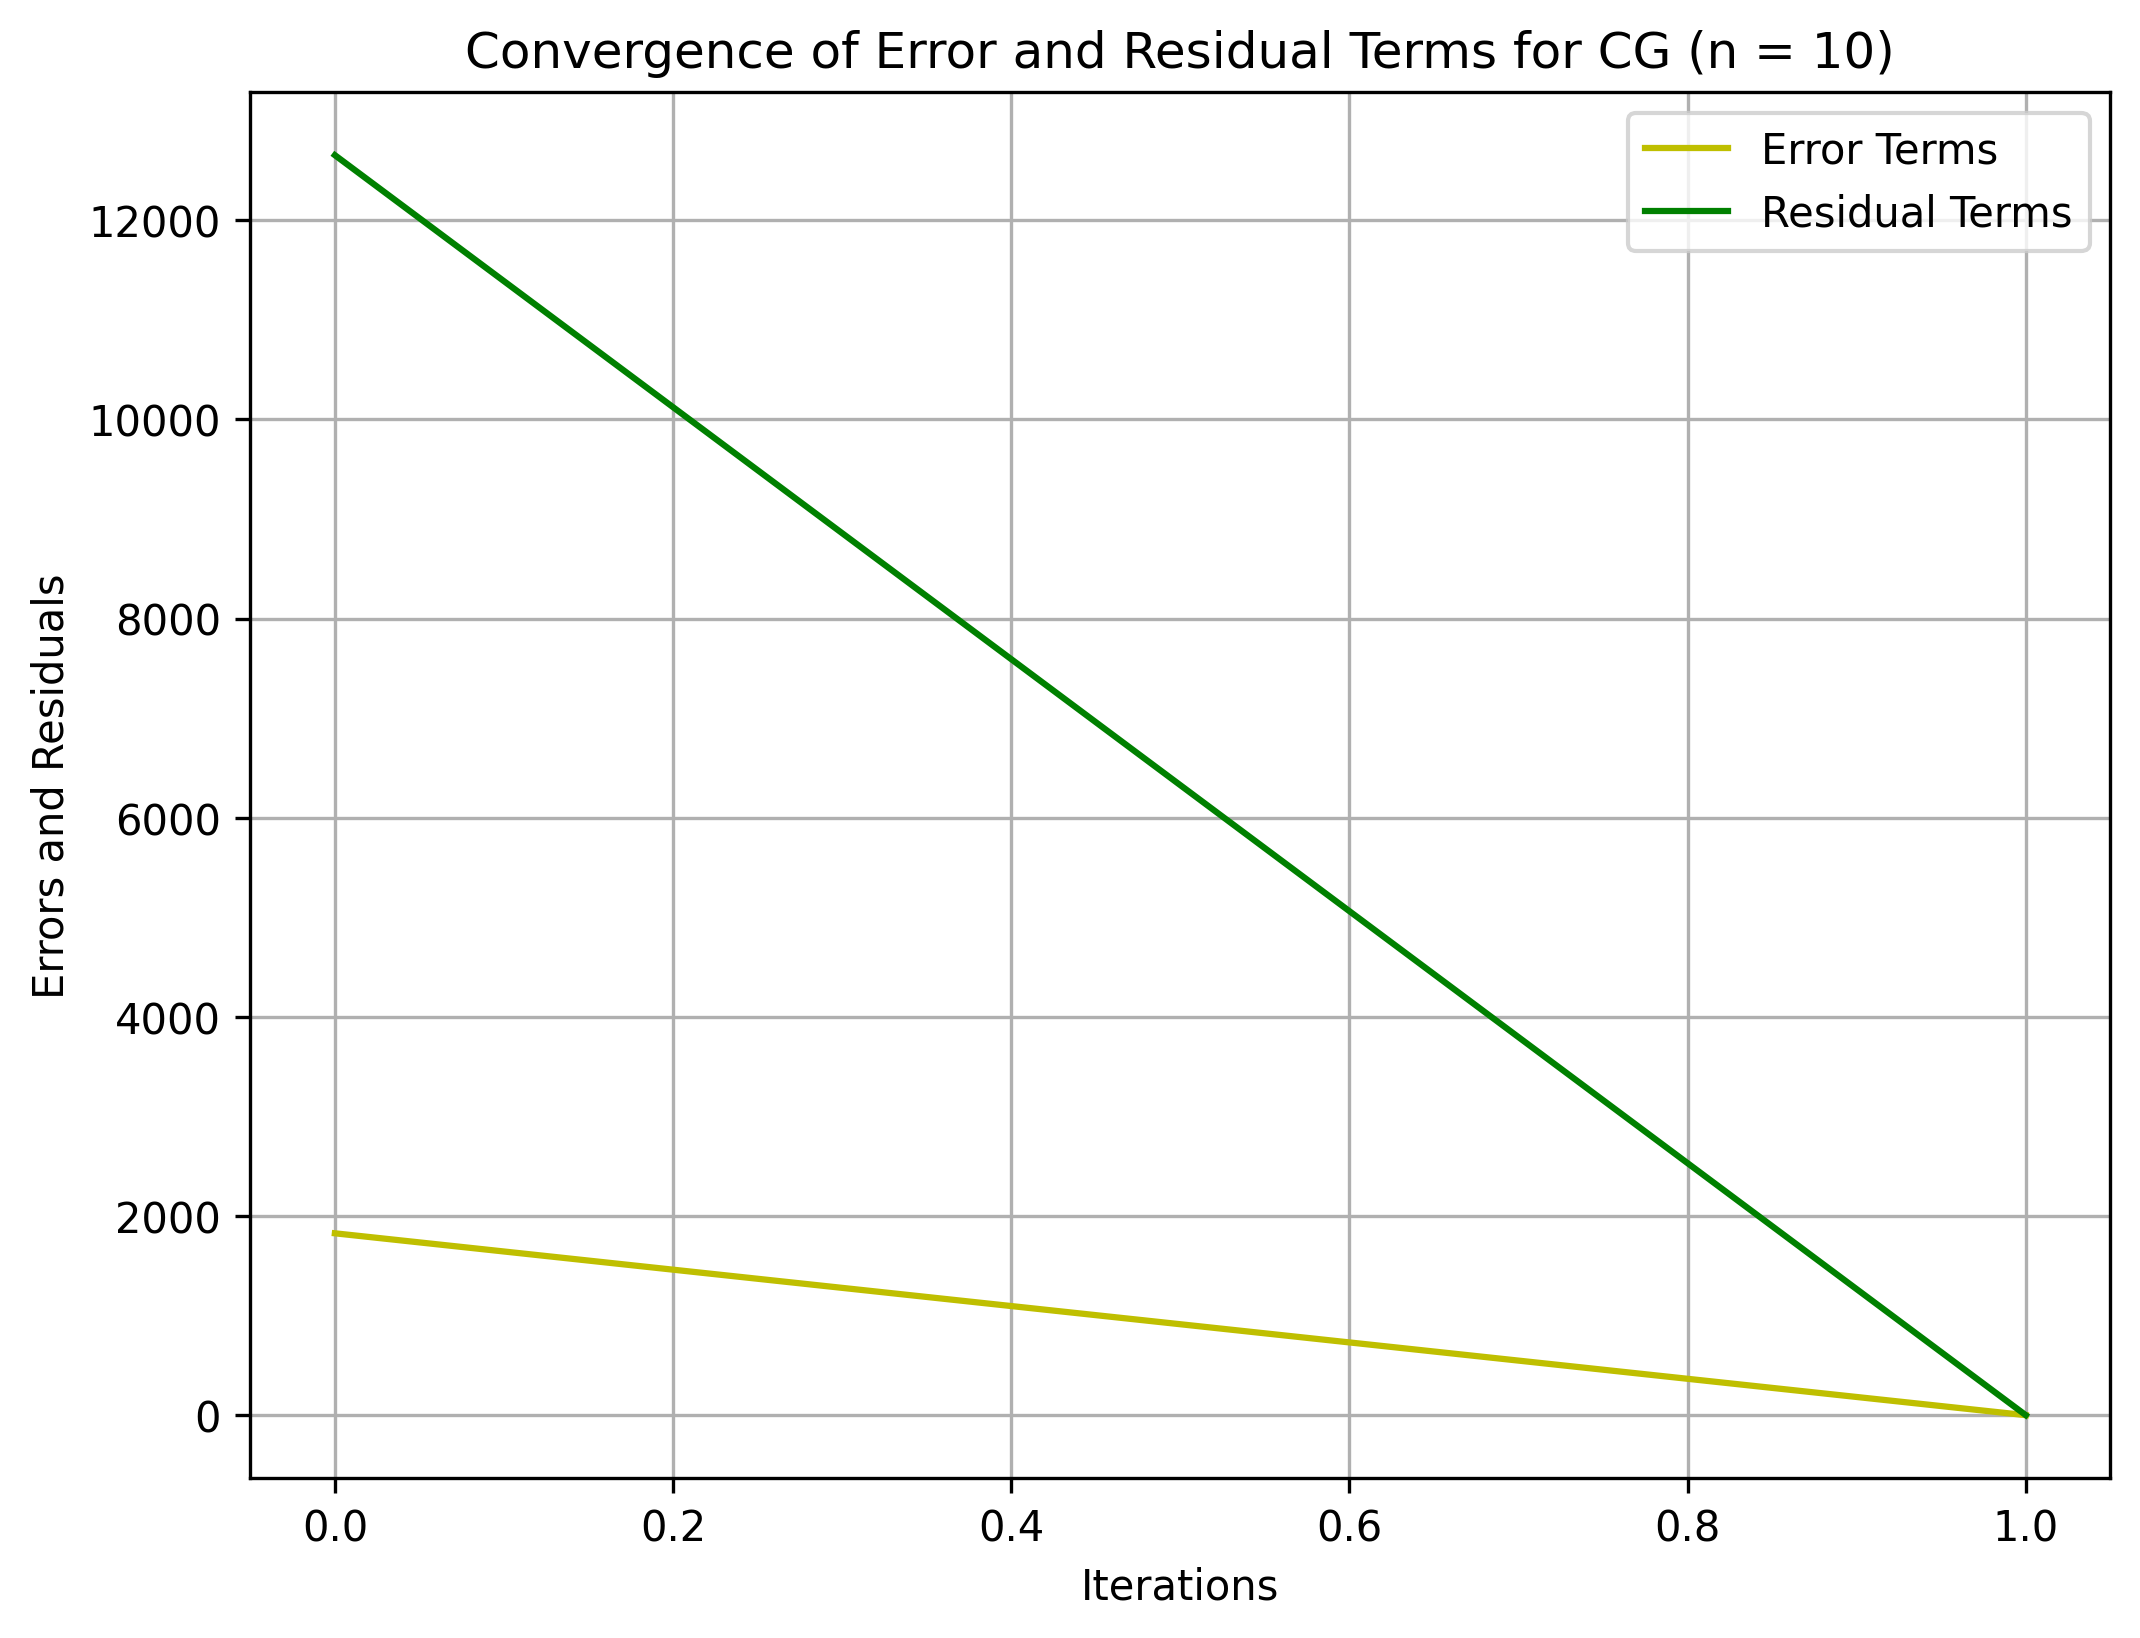 Convergence of Error and Residual Terms for CG (n = 10)
Error Terms
Residual Terms
12000
10000
8000
6000
4000
2000
0
Errors and Residuals
0.0 0.2 0.4 0.6 0.8 1.0
Iterations